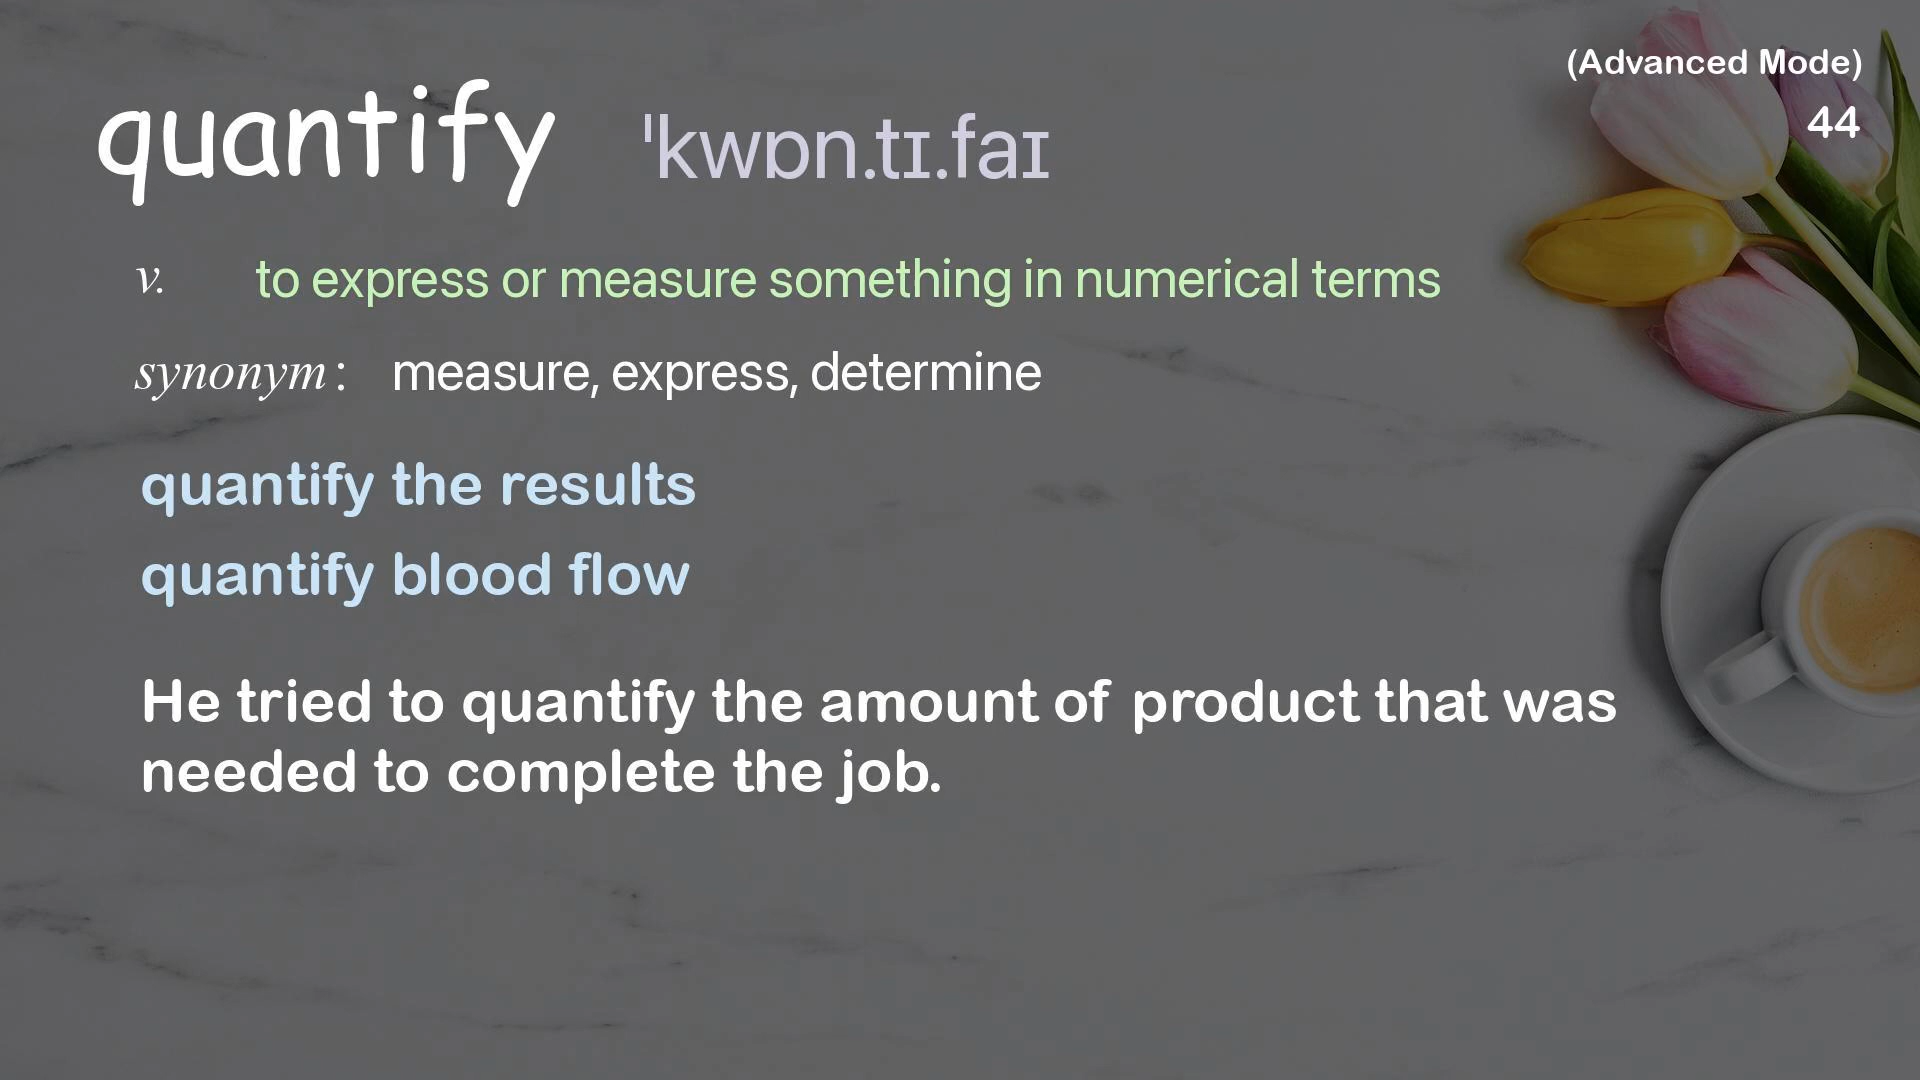 (Advanced Mode)
44
quantify ˈkwɒn.tɪ.faɪ
v. to express or measure something in numerical terms
synonym: measure, express, determine
quantify the results
quantify blood flow
He tried to quantify the amount of product that was
needed to complete the job.